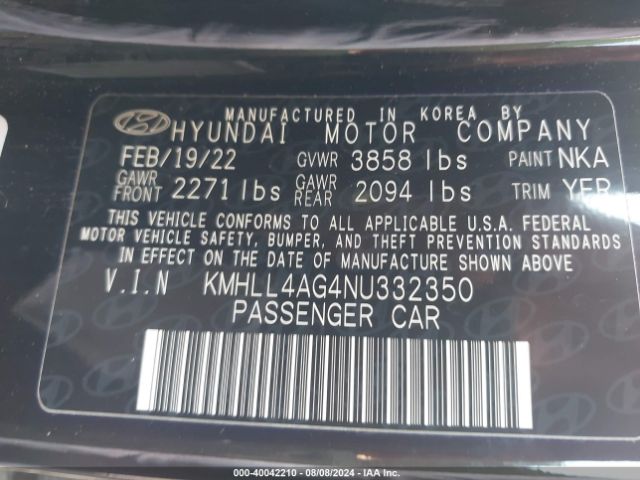 MANUFACTURED IN KOREA BY
HYUNDAI MOTOR COMPANY
FEB/19/22 GVWR 3858 lbs PAINT NKA
GAWR FRONT 2271 lbs GAWR REAR 2094 lbs TRIM YFR
THIS VEHICLE CONFORMS TO ALL APPLICABLE U.S.A. FEDERAL
MOTOR VEHICLE SAFETY, BUMPER, AND THEFT PREVENTION STANDARDS
IN EFFECT ON THE DATE OF MANUFACTURE SHOWN ABOVE
V.I.N KMHLL4AG4NU332350
PASSENGER CAR
000-40042210 - 08/08/2024 - IAA Inc.